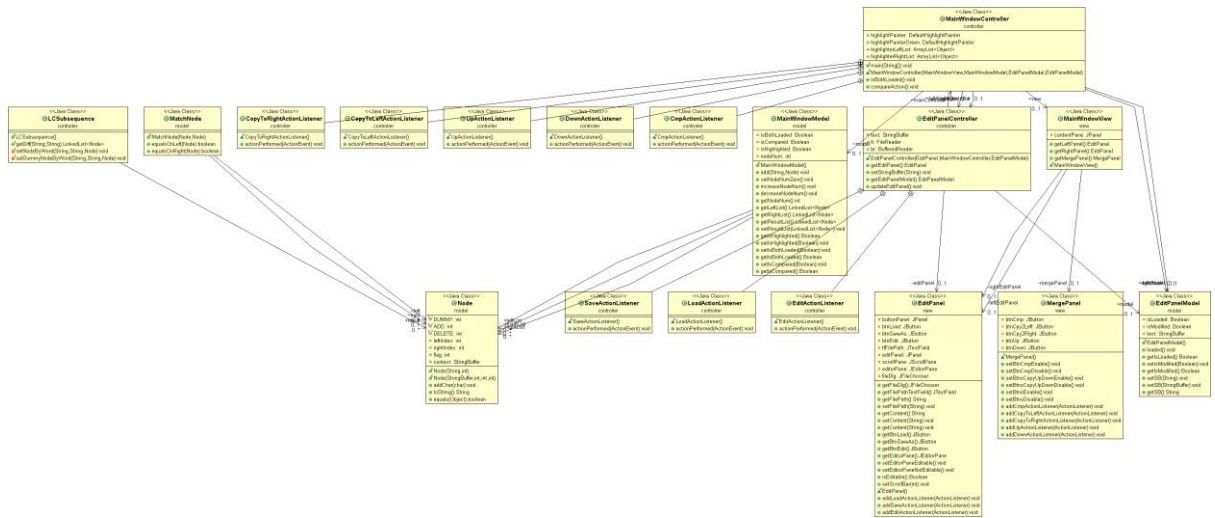 <<Java Class>>
MainWindowController
controller
highlightPainter: DefaultHighlightPainter
highlightPainterGreen: DefaultHighlightPainter
highlighterLeftList: ArrayList<Object>
highlighterRightList: ArrayList<Object>
main(String[]):void
MainWindowController(MainWindowView,MainWindowModel,EditPanelModel,EditPanelModel)
isBothLoaded():void
compareAction():void
<<Java Class>>
LCSubsequence
model
LCSubsequence()
getDiff(String,String):LinkedList<Node>
setNodeByWord(String,String,Node):void
setDummyNodeByWord(String,String,Node):void
<<Java Class>>
MatchNode
model
MatchNode(Node,Node)
equalsOnLeft(Node):boolean
equalsOnRight(Node):boolean
<<Java Class>>
CopyToRightActionListener
controller
CopyToRightActionListener()
actionPerformed(ActionEvent):void
<<Java Class>>
CopyToLeftActionListener
controller
CopyToLeftActionListener()
actionPerformed(ActionEvent):void
<<Java Class>>
UpActionListener
controller
UpActionListener()
actionPerformed(ActionEvent):void
<<Java Class>>
DownActionListener
controller
DownActionListener()
actionPerformed(ActionEvent):void
<<Java Class>>
CmpActionListener
controller
CmpActionListener()
actionPerformed(ActionEvent):void
<<Java Class>>
MainWindowModel
model
isBothLoaded: Boolean
isCompared: Boolean
isHighlighted: Boolean
nodeNum: int
MainWindowModel()
add(String,Node):void
setNodeNumZero():void
increaseNodeNum():void
decreaseNodeNum():void
getNodeNum():int
getLeftList():LinkedList<Node>
getRightList():LinkedList<Node>
getResultList():LinkedList<Node>
setResultList(LinkedList<Node>):void
getIsHighlighted():Boolean
setIsHighlighted(Boolean):void
setIsBothLoaded(Boolean):void
getIsBothLoaded():Boolean
setIsCompared(Boolean):void
getIsCompared():Boolean
<<Java Class>>
EditPanelController
controller
text: StringBuffer
fr: FileReader
br: BufferedReader
EditPanelController(EditPanel,MainWindowController,EditPanelModel)
getEditPanel():EditPanel
setStringBuffer(String):void
getEditPanelModel():EditPanelModel
updateEditPanel():void
<<Java Class>>
MainWindowView
view
contentPane: JPanel
getLeftPanel():EditPanel
getRightPanel():EditPanel
getMergePanel():MergePanel
MainWindowView()
~view
0..1
<<Java Class>>
Node
model
DUMMY: int
ADD: int
DELETE: int
leftIndex: int
rightIndex: int
flag: int
context: StringBuffer
Node(String,int)
Node(StringBuffer,int,int,int)
addChar(char):void
toString():String
equals(Object):boolean
<<Java Class>>
SaveActionListener
controller
SaveActionListener()
actionPerformed(ActionEvent):void
<<Java Class>>
LoadActionListener
controller
LoadActionListener()
actionPerformed(ActionEvent):void
<<Java Class>>
EditActionListener
controller
EditActionListener()
actionPerformed(ActionEvent):void
-editPanel 0..1
<<Java Class>>
EditPanel
view
buttonPanel: JPanel
btnLoad: JButton
btnSaveAs: JButton
btnEdit: JButton
tfFilePath: JTextField
editPanel: JPanel
scrollPane: JScrollPane
editorPane: JEditorPane
fileDlg: JFileChooser
getFileDlg():JFileChooser
getFilePathTextField():JTextField
getFilePath():String
setFilePath(String):void
getContent():String
setContent(String):void
getContent(String):void
getBtnLoad():JButton
getBtnSaveAs():JButton
getBtnEdit():JButton
getEditorPane():JEditorPane
setEditorPaneEditable():void
setEditorPaneNotEditable():void
isEditable():Boolean
setScrollBar(int):void
EditPanel()
addLoadActionListener(ActionListener):void
addSaveActionListener(ActionListener):void
addEditActionListener(ActionListener):void
-mergePanel 0..1
<<Java Class>>
MergePanel
view
btnCmp: JButton
btnCpy2Left: JButton
btnCpy2Right: JButton
btnUp: JButton
btnDown: JButton
MergePanel()
setBtnCmpEnable():void
setBtnCmpDisable():void
setBtnsCopyUpDownEnable():void
setBtnsCopyUpDownDisable():void
setBtnsEnable():void
setBtnsDisable():void
addCmpActionListener(ActionListener):void
addCopyToLeftActionListener(ActionListener):void
addCopyToRightActionListener(ActionListener):void
addUpActionListener(ActionListener):void
addDownActionListener(ActionListener):void
<<Java Class>>
EditPanelModel
model
isLoaded: Boolean
isModified: Boolean
text: StringBuffer
EditPanelModel()
loaded():void
getIsLoaded():Boolean
setIsModified(Boolean):void
getIsModified():Boolean
setSB(String):void
setSB(StringBuffer):void
getSB():String